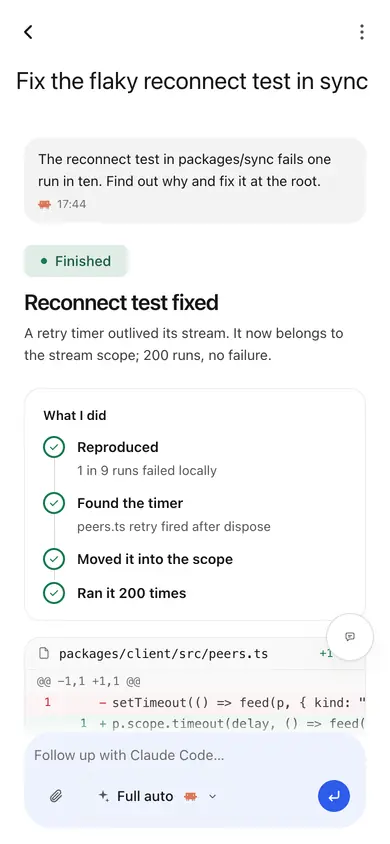 Fix the flaky reconnect test in sync
The reconnect test in packages/sync fails one
run in ten. Find out why and fix it at the root.
17:44
Finished
Reconnect test fixed
A retry timer outlived its stream. It now belongs to
the stream scope; 200 runs, no failure.
What I did
Reproduced
1 in 9 runs failed locally
Found the timer
peers.ts retry fired after dispose
Moved it into the scope
Ran it 200 times
packages/client/src/peers.ts +1
@@ -1,1 +1,1 @@
1 - setTimeout(() => feed(p, { kind: "
1 + p.scope.timeout(delay, () => feed(
Follow up with Claude Code...
Full auto